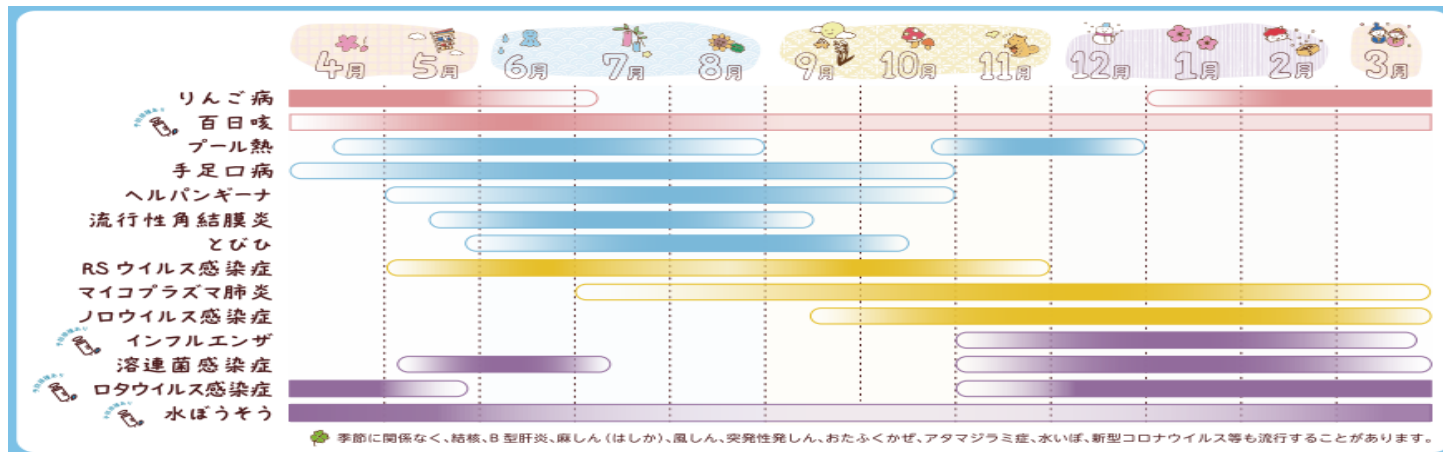 4月 5月 6月 7月 8月 9月 10月 11月 12月 1月 2月 3月
りんご病
百日咳
プール熱
手足口病
ヘルパンギーナ
流行性角結膜炎
とびひ
RSウイルス感染症
マイコプラズマ肺炎
ノロウイルス感染症
インフルエンザ
溶連菌感染症
ロタウイルス感染症
水ぼうそう
季節に関係なく、結核、B型肝炎、麻しん(はしか)、風しん、突発性発しん、おたふくかぜ、アタマジラミ症、水いぼ、新型コロナウイルス等も流行することがあります。